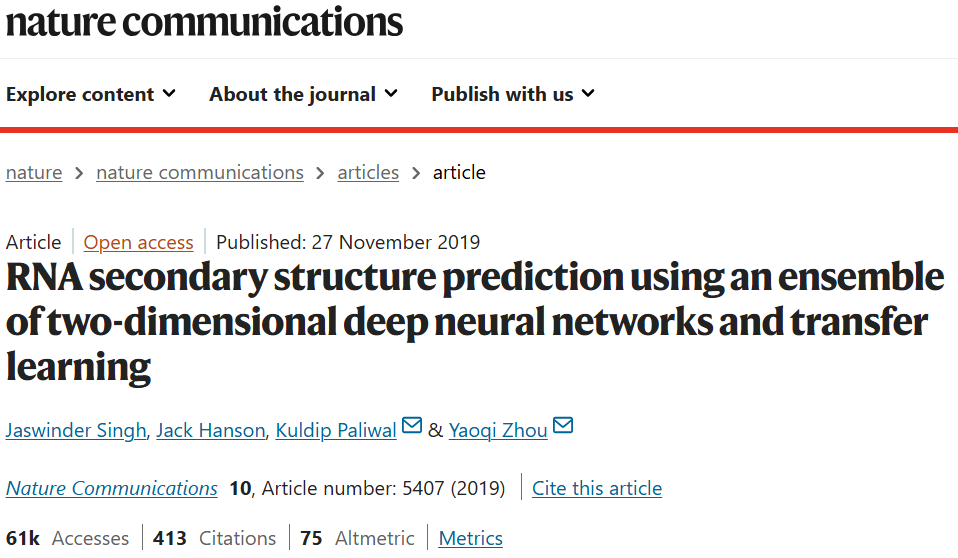 nature communications
Explore content About the journal Publish with us
nature > nature communications > articles > article
Article Open access Published: 27 November 2019
RNA secondary structure prediction using an ensemble
of two-dimensional deep neural networks and transfer
learning
Jaswinder Singh, Jack Hanson, Kuldip Paliwal & Yaoqi Zhou
Nature Communications 10, Article number: 5407 (2019) Cite this article
61k Accesses 413 Citations 75 Altmetric Metrics